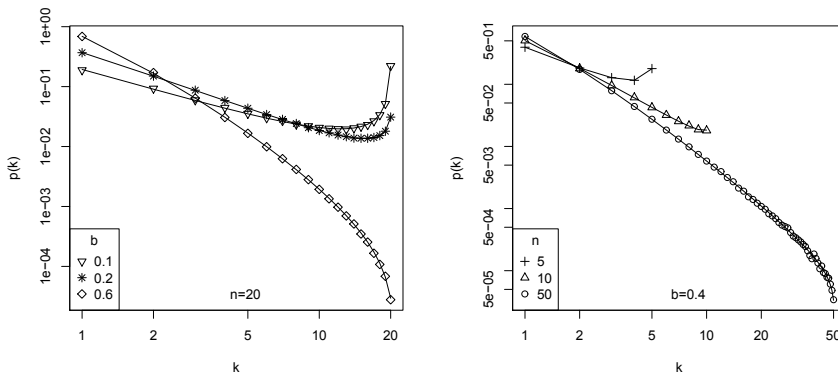 1e+00
1e-01
1e-02
1e-03
1e-04
p(k)
b
0.1
0.2
0.6
n=20
1 2 5 10 20
k
5e-01
5e-02
5e-03
5e-04
5e-05
p(k)
n
5
10
50
b=0.4
1 2 5 10 20 50
k